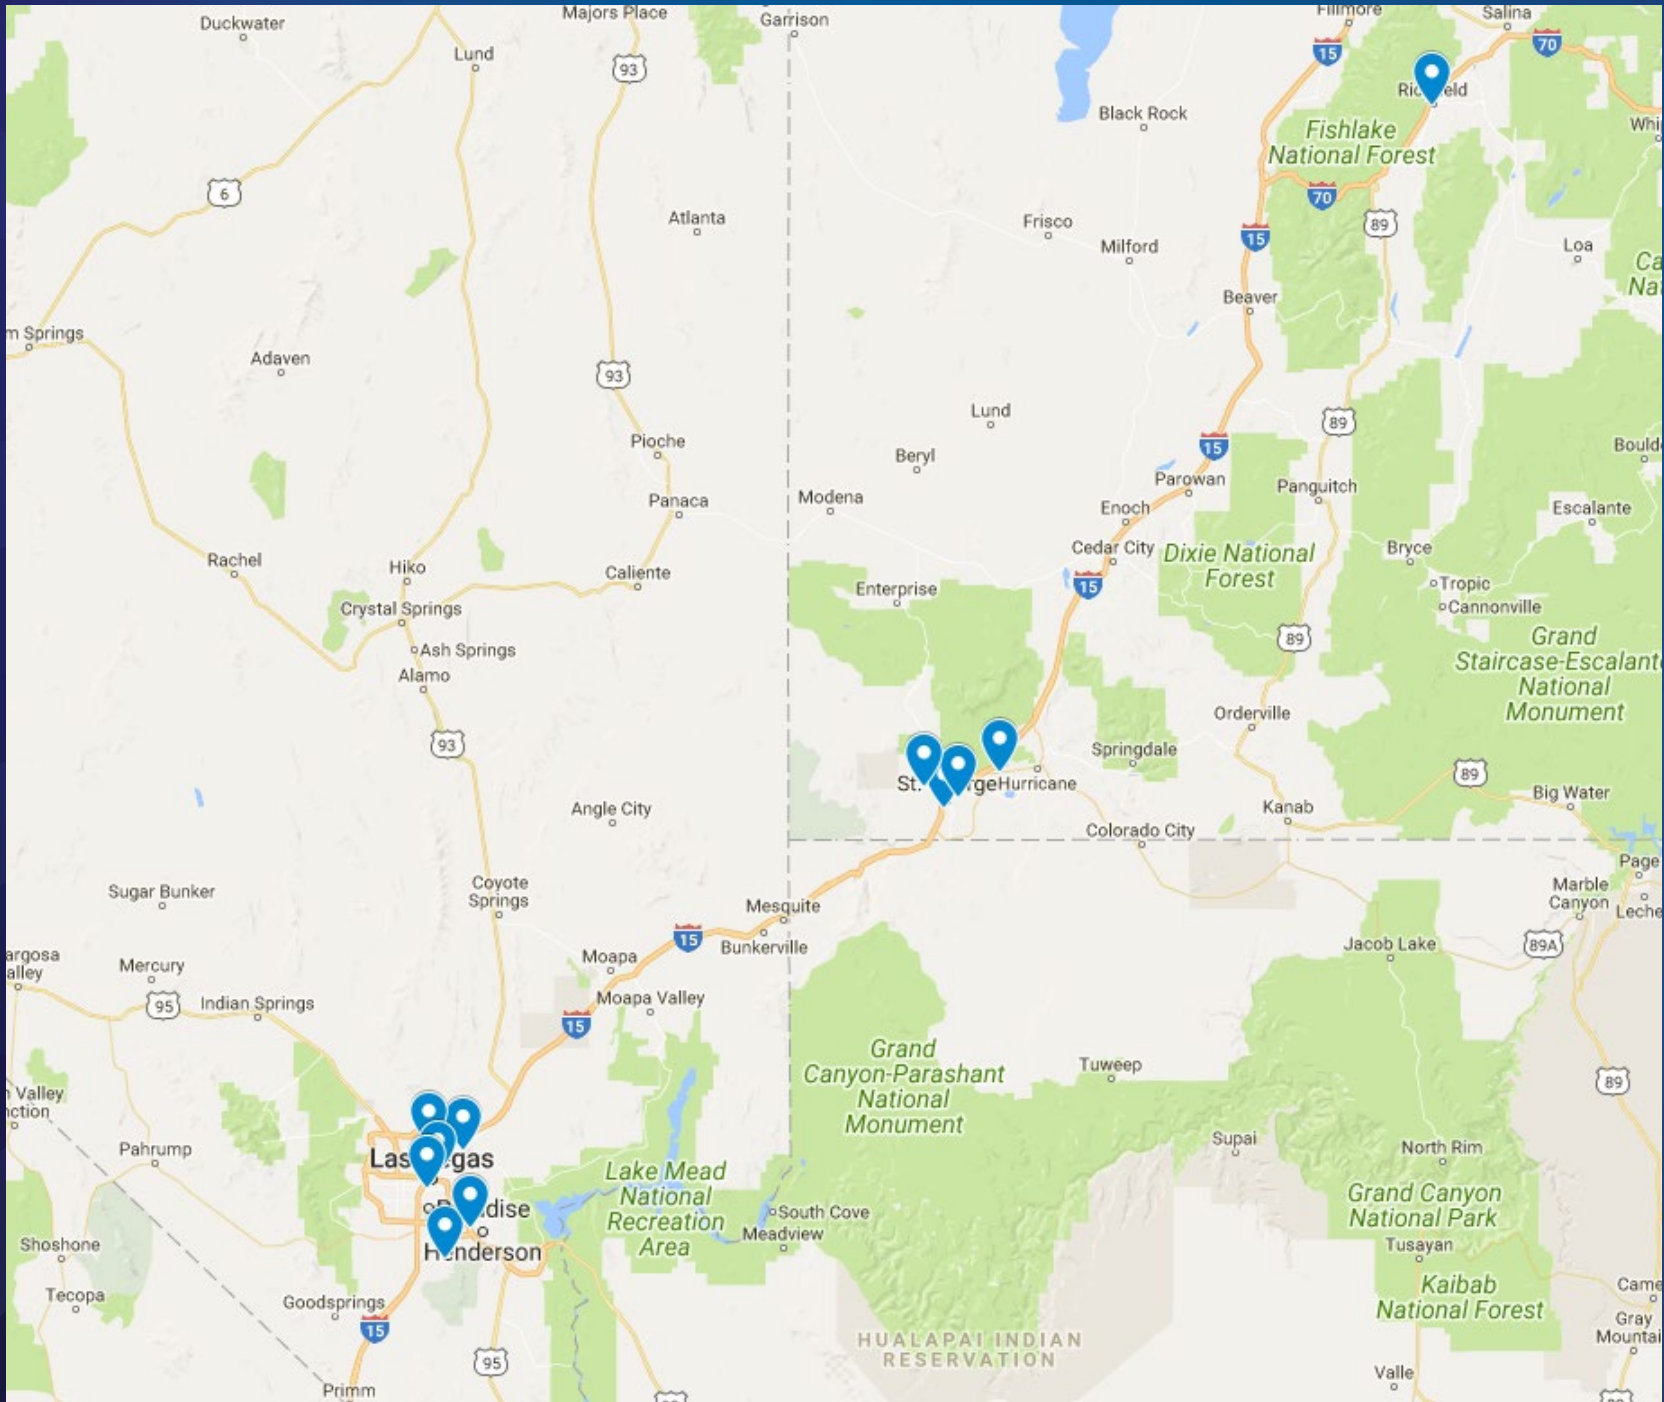 Duckwater
Majors Place
Garrison
Fillmore
Salina
Lund
93
15
70
Richfield
Black Rock
Whi
Fishlake
National Forest
6
70
Atlanta
Frisco
89
15
Milford
Loa
Ca
Nat
Beaver
m Springs
Adaven
93
Lund
89
Pioche
Beryl
15
Bould
Parowan
Panguitch
Panaca
Modena
Enoch
Escalante
Cedar City
Dixie National
Forest
Bryce
Rachel
Hiko
Caliente
Enterprise
15
Tropic
Cannonville
Crystal Springs
89
Grand
Staircase-Escalante
National
Monument
Ash Springs
Alamo
Orderville
93
Springdale
St. George
Hurricane
89
Big Water
Angle City
Kanab
Colorado City
Page
Sugar Bunker
Coyote
Springs
Mesquite
Marble
Canyon
Leche
15
Bunkerville
89A
Jacob Lake
argosa
alley
Mercury
Moapa
95
Indian Springs
Moapa Valley
15
Grand
Canyon-Parashant
National
Monument
Tuweep
89
Valley
nction
Pahrump
Supai
North Rim
Las Vegas
Lake Mead
National
Recreation
Area
Grand Canyon
National Park
Paradise
South Cove
Meadview
Shoshone
Henderson
Tusayan
Tecopa
Goodsprings
Kaibab
National Forest
Came
15
HUALAPAI INDIAN
RESERVATION
Gray
Mountai
95
Valle
Primm